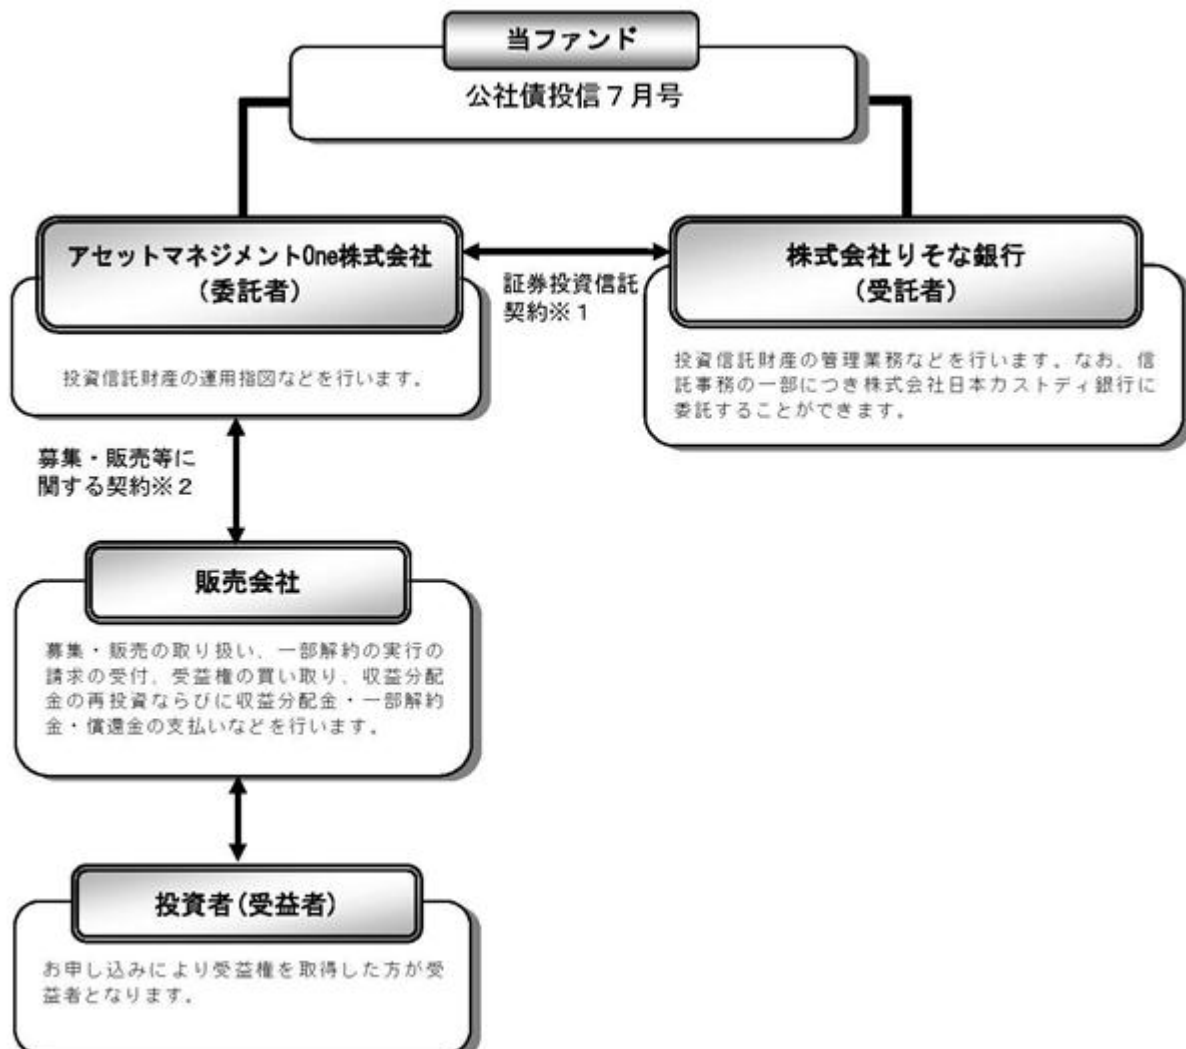 当ファンド
公社債投信７月号
アセットマネジメントOne株式会社
（委託者）
投資信託財産の運用指図などを行います。
証券投資信託
契約※１
株式会社りそな銀行
（受託者）
投資信託財産の管理業務などを行います。なお、信
託事務の一部につき株式会社日本カストディ銀行に
委託することができます。
募集・販売等に
関する契約※２
販売会社
募集・販売の取り扱い、一部解約の実行の
請求の受付、受益権の買い取り、収益分配
金の再投資ならびに収益分配金・一部解約
金・償還金の支払いなどを行います。
投資者（受益者）
お申し込みにより受益権を取得した方が受
益者となります。